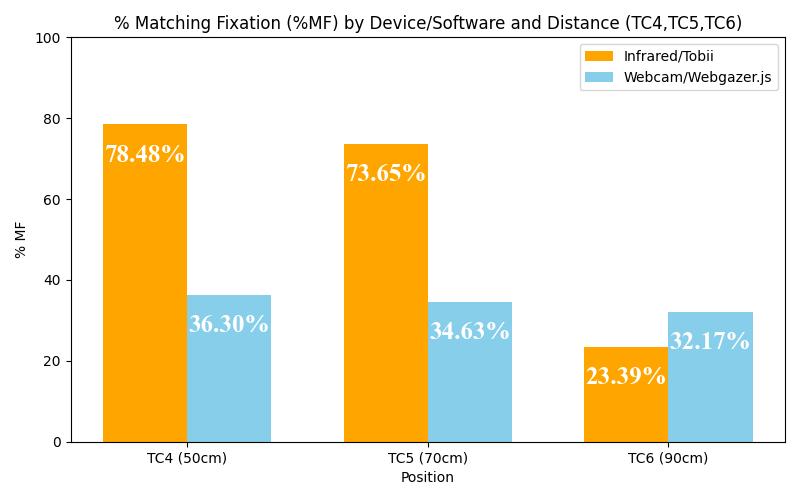 % Matching Fixation (%MF) by Device/Software and Distance (TC4,TC5,TC6)
Infrared/Tobii
Webcam/Webgazer.js
100
80
60
40
20
0
% MF
78.48%
36.30%
73.65%
34.63%
23.39%
32.17%
TC4 (50cm)
TC5 (70cm)
TC6 (90cm)
Position